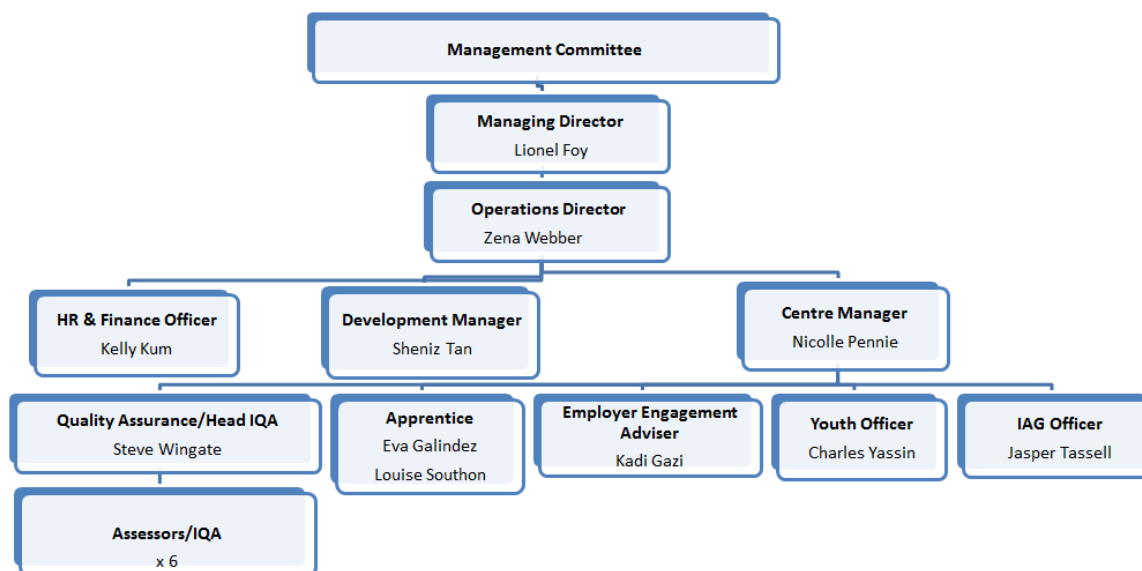 Management Committee
Managing Director
Lionel Foy
Operations Director
Zena Webber
HR & Finance Officer
Kelly Kum
Development Manager
Sheniz Tan
Centre Manager
Nicolle Pennie
Quality Assurance/Head IQA
Steve Wingate
Apprentice
Eva Galindez
Louise Southon
Employer Engagement
Adviser
Kadi Gazi
Youth Officer
Charles Yassin
IAG Officer
Jasper Tassell
Assessors/IQA
x 6